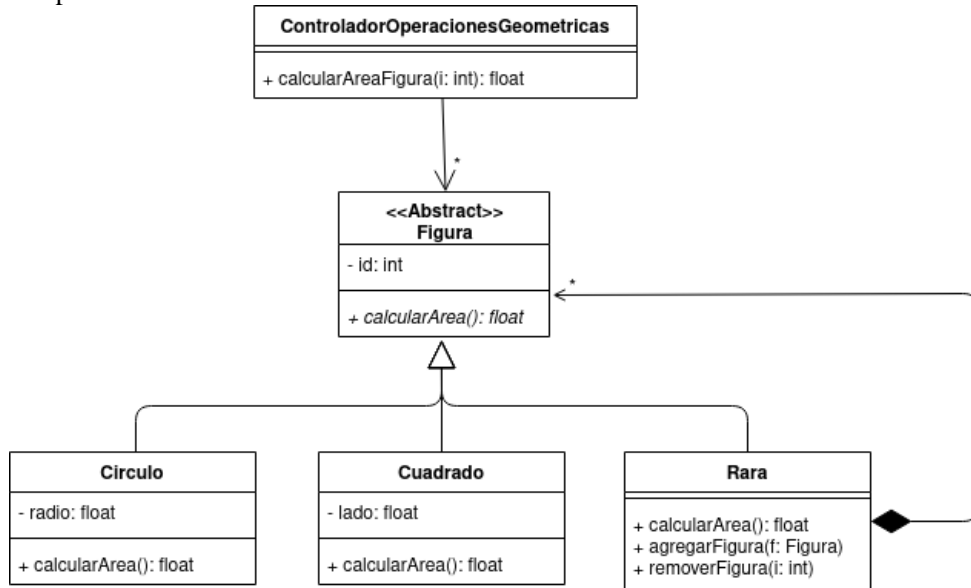 ControladorOperacionesGeometricas
+ calcularAreaFigura(i: int): float
*
<<Abstract>>
Figura
- id: int
*
+ calcularArea(): float
Circulo
- radio: float
+ calcularArea(): float
Cuadrado
- lado: float
+ calcularArea(): float
Rara
+ calcularArea(): float
+ agregarFigura(f: Figura)
+ removerFigura(i: int)